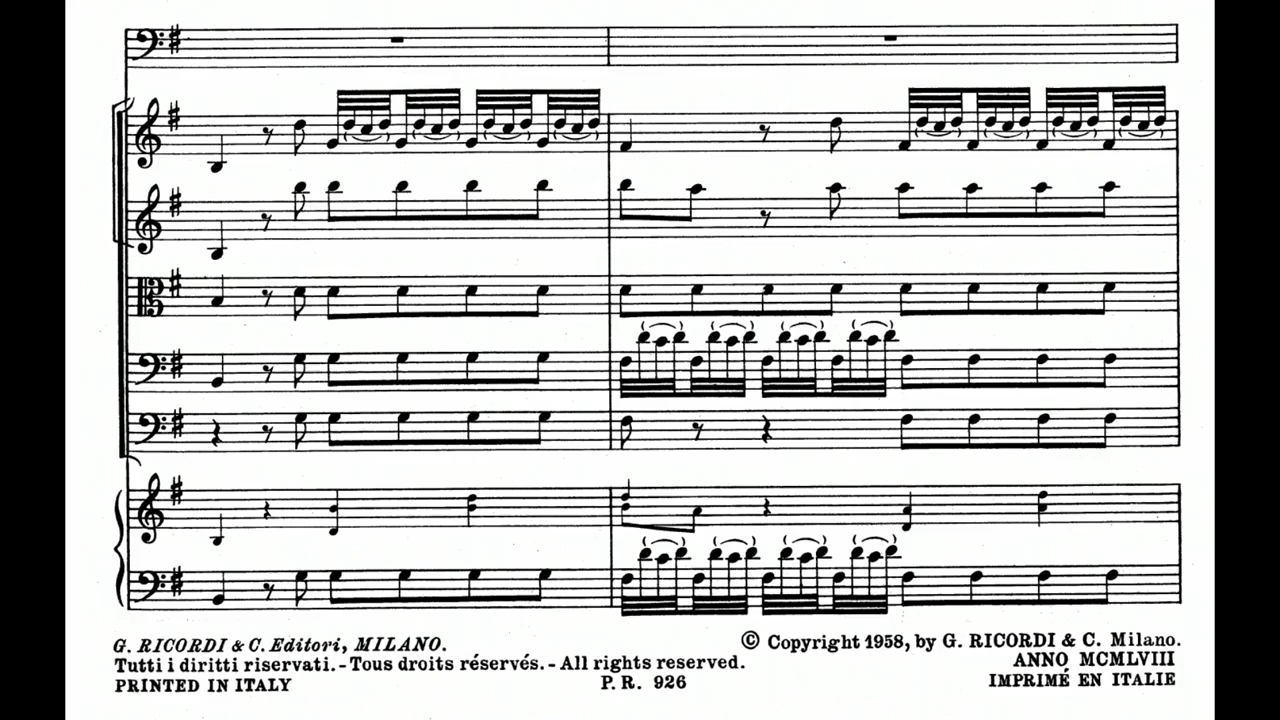 G. RICORDI & C. Editori, MILANO.
Tutti i diritti riservati. - Tous droits réservés. - All rights reserved.
PRINTED IN ITALY
P. R. 926
© Copyright 1958, by G. RICORDI & C. Milano.
ANNO MCMLVIII
IMPRIMÉ EN ITALIE